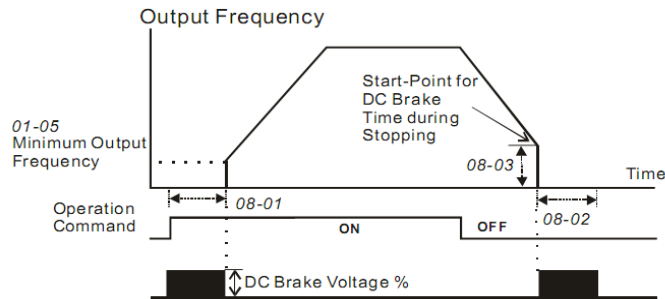 Output Frequency
Start-Point for
DC Brake
Time during
Stopping
01-05
Minimum Output
Frequency
08-03
Time
08-01
08-02
Operation
Command
ON
OFF
DC Brake Voltage %